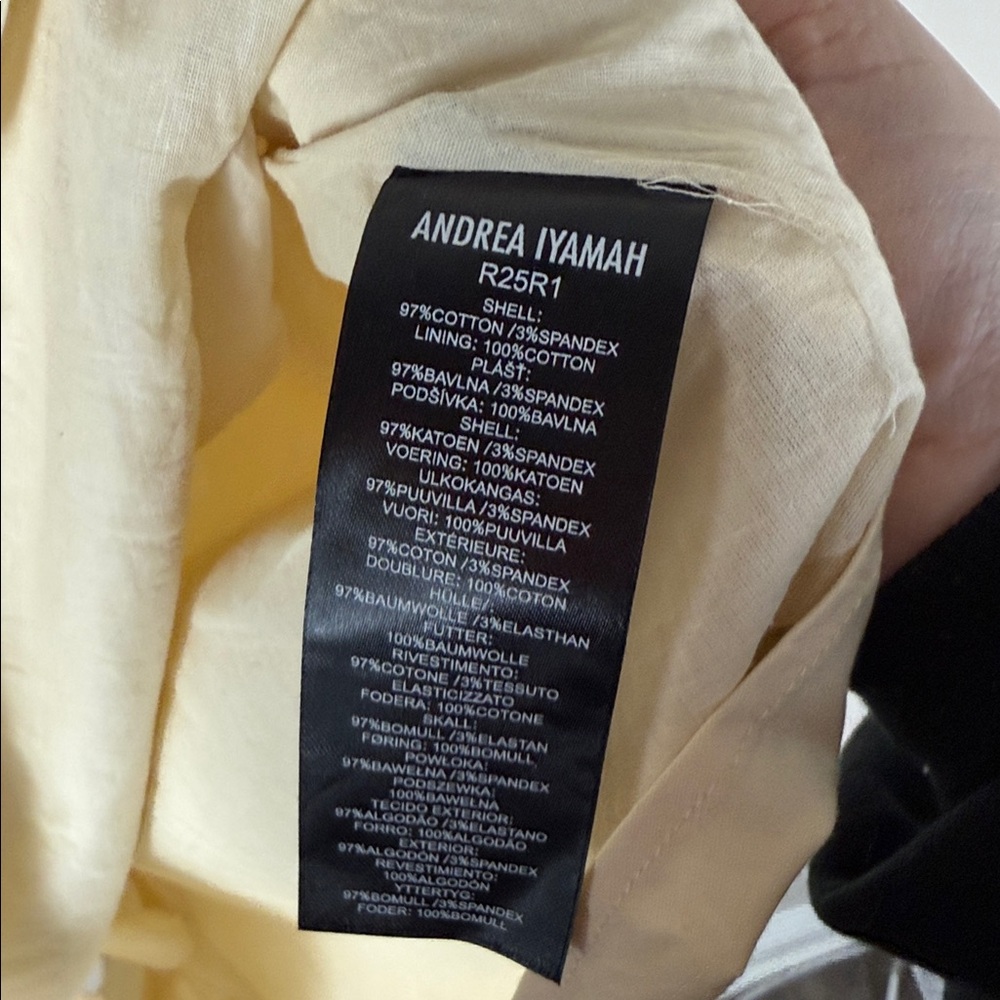 ANDREA IYAMAH
R25R1
SHELL:
97%COTTON /3%SPANDEX
LINING: 100%COTTON
PLÁŠŤ:
97%BAVLNA /3%SPANDEX
PODŠÍVKA: 100%BAVLNA
SHELL:
97%KATOEN /3%SPANDEX
VOERING: 100%KATOEN
ULKOKANGAS:
97%PUUVILLA /3%SPANDEX
VUORI: 100%PUUVILLA
EXTÉRIEURE:
97%COTON /3%SPANDEX
DOUBLURE: 100%COTON
HÜLLE/:
97%BAUMWOLLE /3%ELASTHAN
FUTTER:
100%BAUMWOLLE
RIVESTIMENTO:
97%COTONE /3%TESSUTO
ELASTICIZZATO
FODERA: 100%COTONE
SKALL:
97%BOMULL /3%ELASTAN
FØRING: 100%BOMULL
POWŁOKA:
97%BAWEŁNA /3%SPANDEX
PODSZEWKA:
100%BAWEŁNA
TECIDO EXTERIOR:
97%ALGODÃO /3%ELASTANO
FORRO: 100%ALGODÃO
EXTERIOR:
97%ALGODÓN /3%SPANDEX
REVESTIMIENTO:
100%ALGODÓN
YTTERTYG:
97%BOMULL /3%SPANDEX
FODER: 100%BOMULL